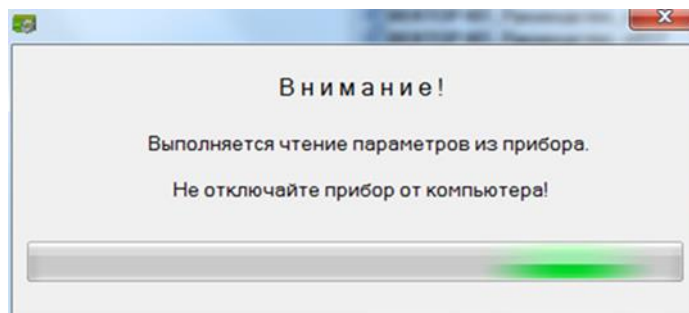 Внимание!
Выполняется чтение параметров из прибора.
Не отключайте прибор от компьютера!